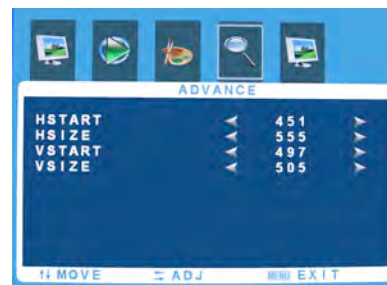 ADVANCE
HSTART 451
HSIZE 555
VSTART 497
VSIZE 505
MOVE ADJ MENU EXIT